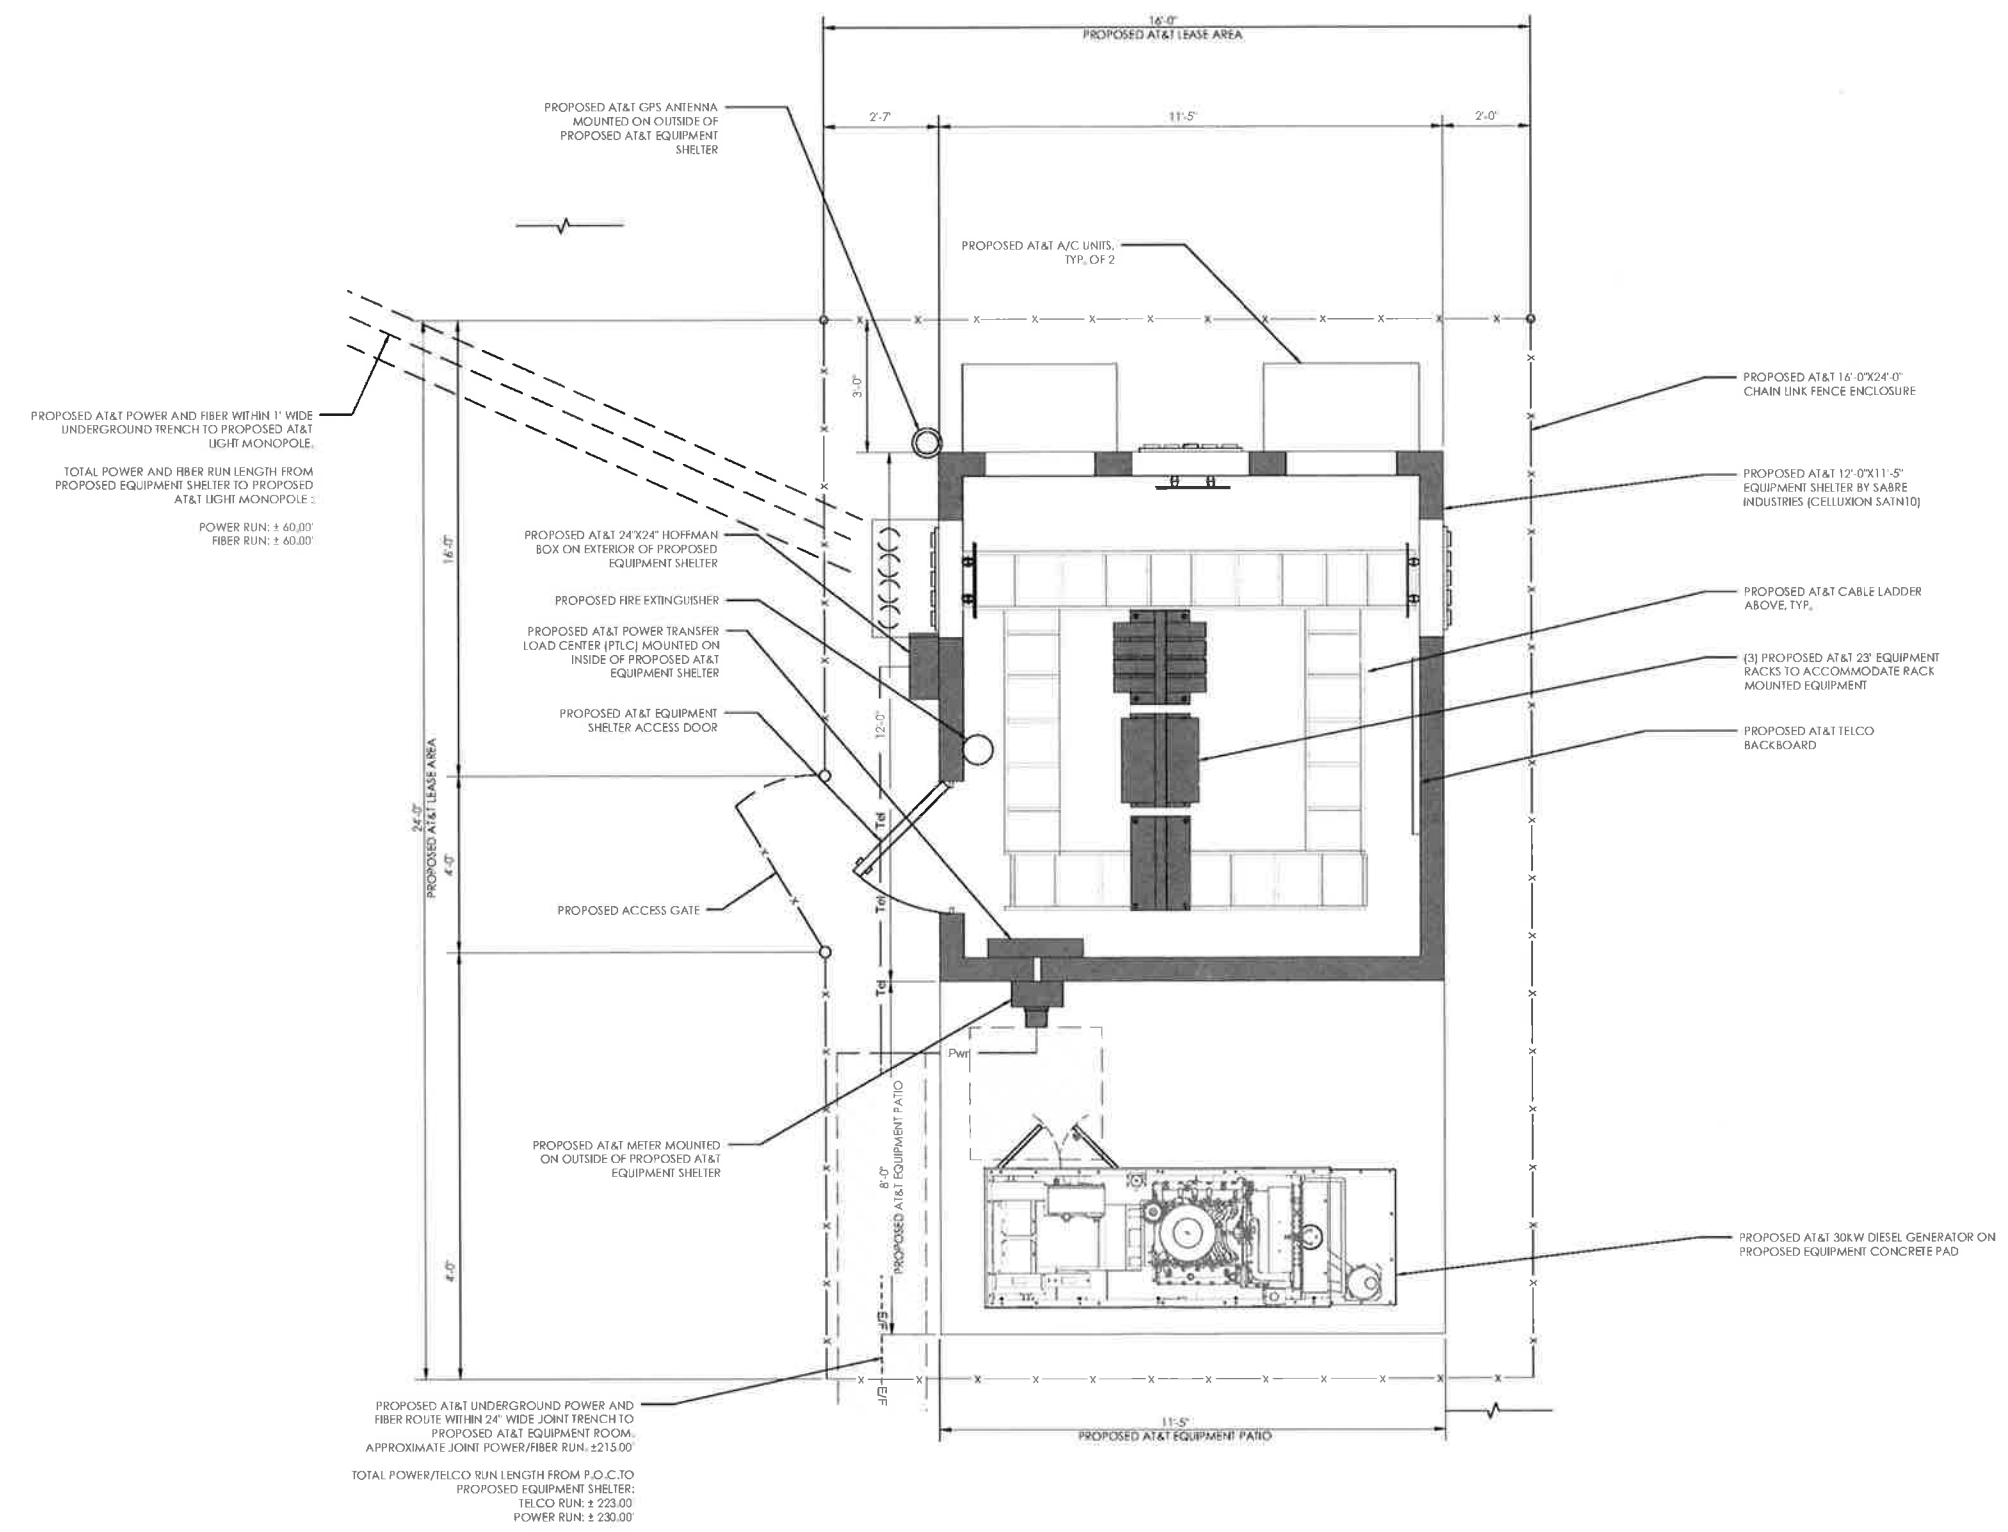 16'-0"
PROPOSED AT&T LEASE AREA
PROPOSED AT&T GPS ANTENNA
MOUNTED ON OUTSIDE OF
PROPOSED AT&T EQUIPMENT
SHELTER
2'-7"
11'-5"
2'-0"
PROPOSED AT&T A/C UNITS,
TYP. OF 2
3'-0"
PROPOSED AT&T 16'-0"X24'-0"
CHAIN LINK FENCE ENCLOSURE
PROPOSED AT&T POWER AND FIBER WITHIN 1' WIDE
UNDERGROUND TRENCH TO PROPOSED AT&T
LIGHT MONOPOLE.
TOTAL POWER AND FIBER RUN LENGTH FROM
PROPOSED EQUIPMENT SHELTER TO PROPOSED
AT&T LIGHT MONOPOLE :
POWER RUN: ± 60.00'
FIBER RUN: ± 60.00'
PROPOSED AT&T 12'-0"X11'-5"
EQUIPMENT SHELTER BY SABRE
INDUSTRIES (CELLUXION SATN10)
16'-0"
PROPOSED AT&T 24"X24" HOFFMAN
BOX ON EXTERIOR OF PROPOSED
EQUIPMENT SHELTER
PROPOSED FIRE EXTINGUISHER
PROPOSED AT&T POWER TRANSFER
LOAD CENTER (PTLC) MOUNTED ON
INSIDE OF PROPOSED AT&T
EQUIPMENT SHELTER
PROPOSED AT&T EQUIPMENT
SHELTER ACCESS DOOR
PROPOSED AT&T CABLE LADDER
ABOVE, TYP.
(3) PROPOSED AT&T 23" EQUIPMENT
RACKS TO ACCOMMODATE RACK
MOUNTED EQUIPMENT
PROPOSED AT&T TELCO
BACKBOARD
12'-0"
24'-0"
PROPOSED AT&T LEASE AREA
4'-0"
Tel
Tel
Tel
PROPOSED ACCESS GATE
Pwr
PROPOSED AT&T METER MOUNTED
ON OUTSIDE OF PROPOSED AT&T
EQUIPMENT SHELTER
8'-0"
PROPOSED AT&T EQUIPMENT PATIO
4'-0"
PROPOSED AT&T 30KW DIESEL GENERATOR ON
PROPOSED EQUIPMENT CONCRETE PAD
E/F
E/F
PROPOSED AT&T UNDERGROUND POWER AND
FIBER ROUTE WITHIN 24" WIDE JOINT TRENCH TO
PROPOSED AT&T EQUIPMENT ROOM.
APPROXIMATE JOINT POWER/FIBER RUN: ±215.00'
TOTAL POWER/TELCO RUN LENGTH FROM P.O.C.TO
PROPOSED EQUIPMENT SHELTER:
TELCO RUN: ± 223.00'
POWER RUN: ± 230.00'
11'-5"
PROPOSED AT&T EQUIPMENT PATIO